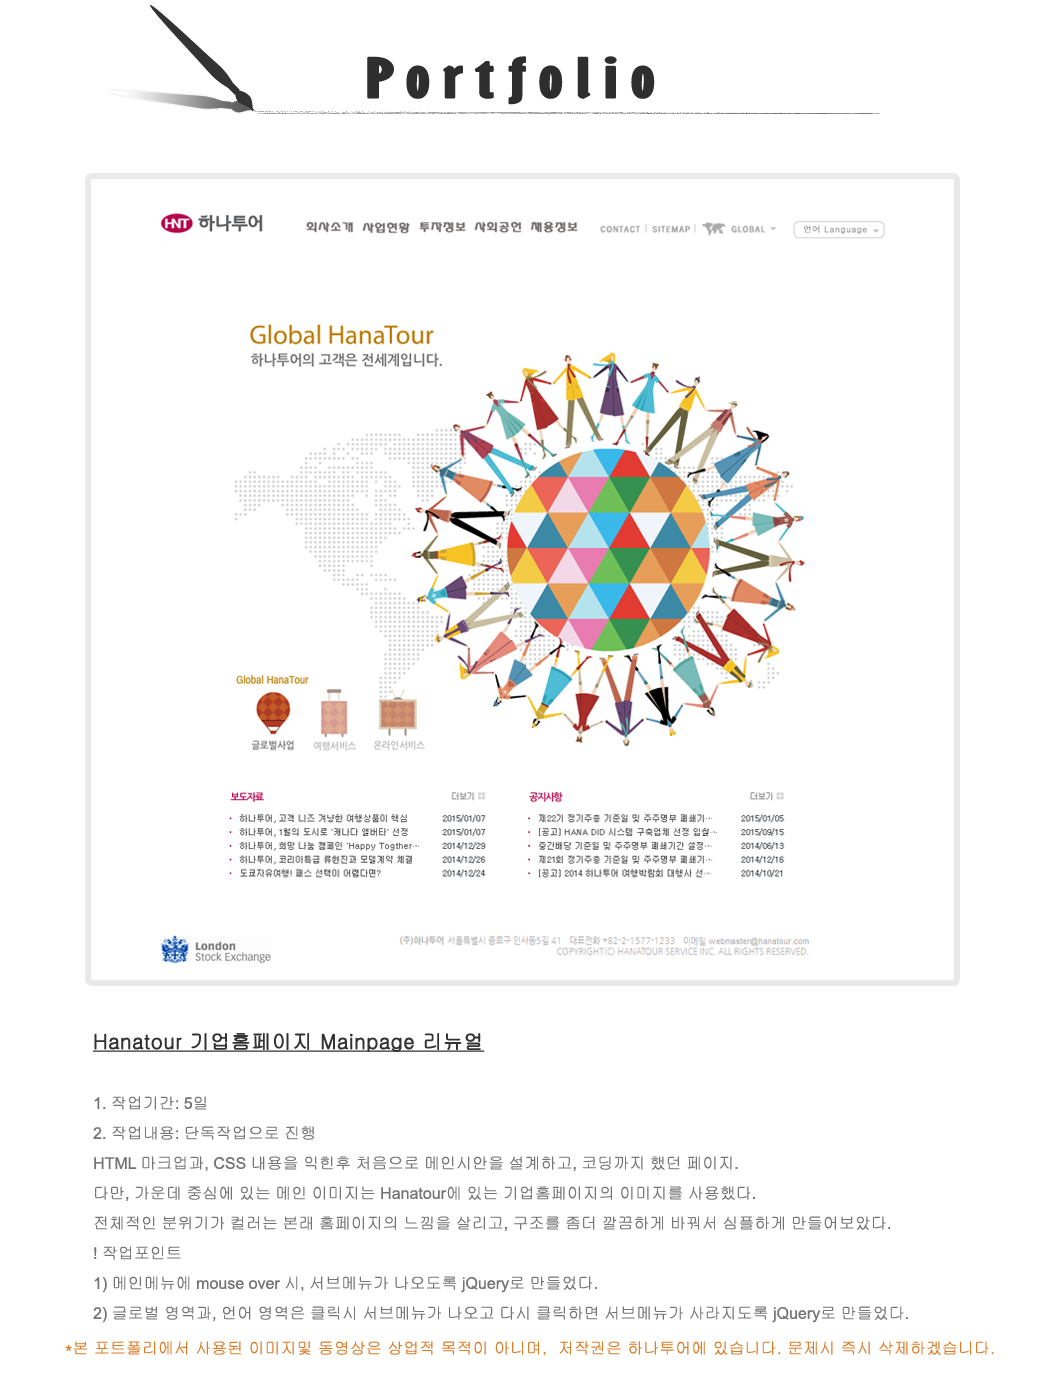 Portfolio
HNT 하나투어
회사소개 사업현황 투자정보 사회공헌 채용정보
CONTACT | SITEMAP | GLOBAL
언어 Language
Global HanaTour
하나투어의 고객은 전세계입니다.
Global HanaTour
글로벌사업 여행서비스 온라인서비스
보도자료 더보기
하나투어, 고객 니즈 겨냥한 여행상품이 핵심 2015/01/07
하나투어, 1월의 도시로 '캐나다 앨버타' 선정 2015/01/07
하나투어, 희망 나눔 캠페인 'Happy Togther··· 2014/12/29
하나투어, 코리아특급 류현진과 모델계약 체결 2014/12/26
도쿄자유여행! 패스 선택이 어렵다면? 2014/12/24
공지사항 더보기
제22기 정기주총 기준일 및 주주명부 폐쇄기··· 2015/01/05
[공고] HANA DID 시스템 구축업체 선정 입찰··· 2015/09/15
중간배당 기준일 및 주주명부 폐쇄기간 설정··· 2014/06/13
제21회 정기주총 기준일 및 주주명부 폐쇄기··· 2014/12/16
[공고] 2014 하나투어 여행박람회 대행사 선··· 2014/10/21
London
Stock Exchange
(주)하나투어 서울특별시 종로구 인사동5길 41 대표전화 +82-2-1577-1233 이메일 webmaster@hanatour.com
COPYRIGHT(C) HANATOUR SERVICE INC. ALL RIGHTS RESERVED.
Hanatour 기업홈페이지 Mainpage 리뉴얼
1. 작업기간: 5일
2. 작업내용: 단독작업으로 진행
HTML 마크업과, CSS 내용을 익힌후 처음으로 메인시안을 설계하고, 코딩까지 했던 페이지.
다만, 가운데 중심에 있는 메인 이미지는 Hanatour에 있는 기업홈페이지의 이미지를 사용했다.
전체적인 분위기가 컬러는 본래 홈페이지의 느낌을 살리고, 구조를 좀더 깔끔하게 바꿔서 심플하게 만들어보았다.
! 작업포인트
1) 메인메뉴에 mouse over 시, 서브메뉴가 나오도록 jQuery로 만들었다.
2) 글로벌 영역과, 언어 영역은 클릭시 서브메뉴가 나오고 다시 클릭하면 서브메뉴가 사라지도록 jQuery로 만들었다.
*본 포트폴리에서 사용된 이미지및 동영상은 상업적 목적이 아니며, 저작권은 하나투어에 있습니다. 문제시 즉시 삭제하겠습니다.